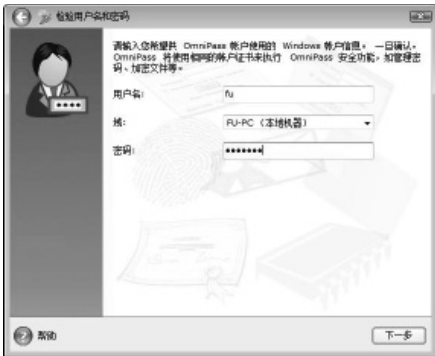 检验用户名和密码
请输入您希望供 OmniPass 帐户使用的 Windows 帐户信息。 一旦确认,
OmniPass 将使用相同的帐户证书来执行 OmniPass 安全功能,如管理密
码、加密文件等。
用户名: fu
域: FU-PC (本地机器)
密码: •••••••
帮助
下一步